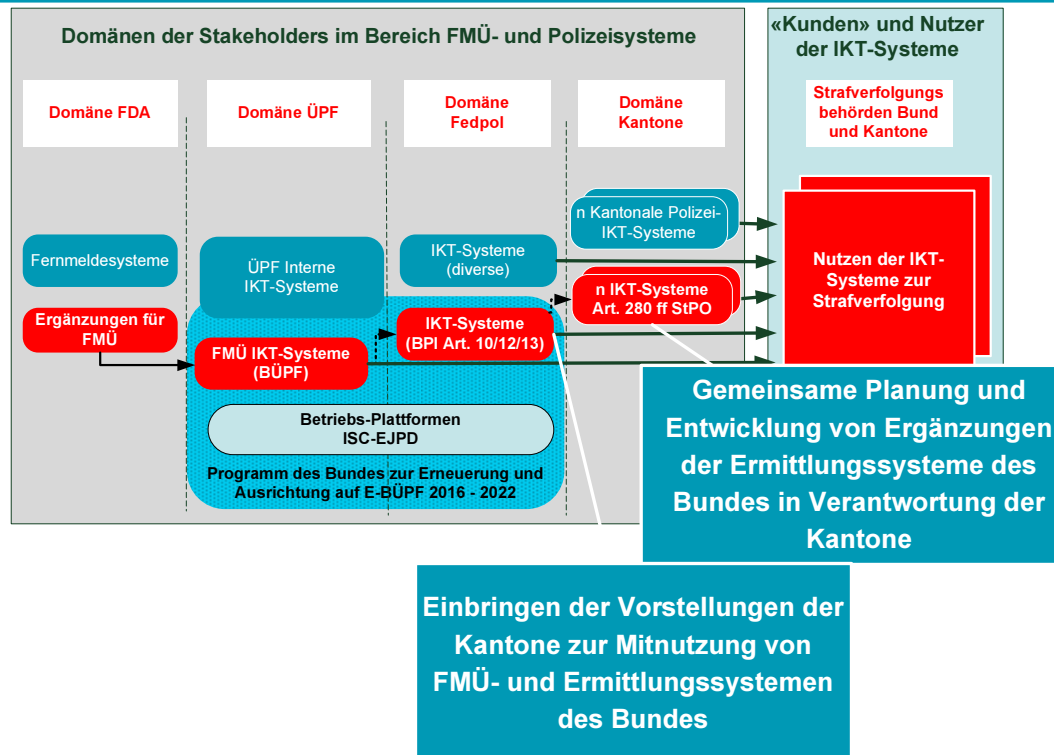 Domänen der Stakeholders im Bereich FMÜ- und Polizeisysteme
«Kunden» und Nutzer
der IKT-Systeme
Domäne FDA
Domäne ÜPF
Domäne
Fedpol
Domäne
Kantone
Strafverfolgungs
behörden Bund
und Kantone
n Kantonale Polizei-
IKT-Systeme
Fernmeldesysteme
ÜPF Interne
IKT-Systeme
IKT-Systeme
(diverse)
Nutzen der IKT-
Systeme zur
Strafverfolgung
n IKT-Systeme
Art. 280 ff StPO
Ergänzungen für
FMÜ
IKT-Systeme
(BPI Art. 10/12/13)
FMÜ IKT-Systeme
(BÜPF)
Betriebs-Plattformen
ISC-EJPD
Programm des Bundes zur Erneuerung und
Ausrichtung auf E-BÜPF 2016 - 2022
Gemeinsame Planung und
Entwicklung von Ergänzungen
der Ermittlungssysteme des
Bundes in Verantwortung der
Kantone
Einbringen der Vorstellungen der
Kantone zur Mitnutzung von
FMÜ- und Ermittlungssystemen
des Bundes